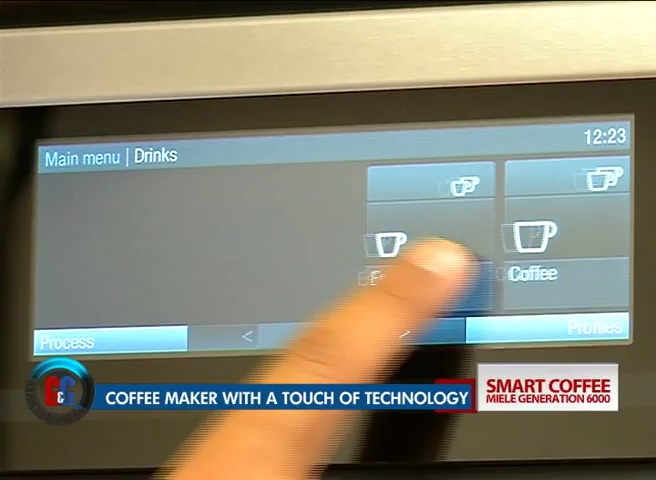 Main menu | Drinks
12:23
Coffee
Process
<
Profiles
G&G
COFFEE MAKER WITH A TOUCH OF TECHNOLOGY
SMART COFFEE
MIELE GENERATION 6000